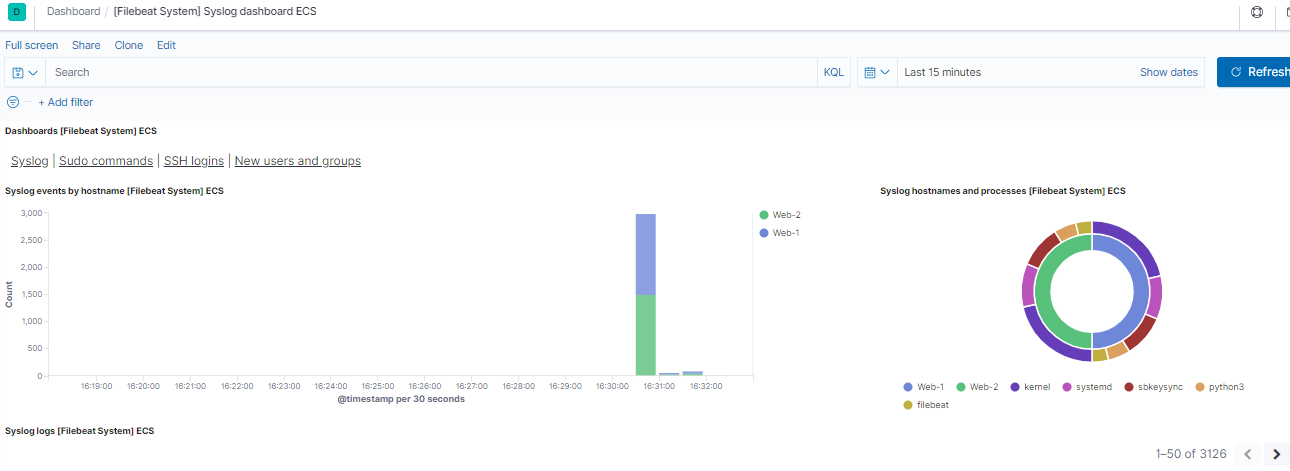 D Dashboard / [Filebeat System] Syslog dashboard ECS
Full screen Share Clone Edit
Search KQL Last 15 minutes Show dates Refresh
+ Add filter
Dashboards [Filebeat System] ECS
Syslog | Sudo commands | SSH logins | New users and groups
Syslog events by hostname [Filebeat System] ECS
3,000
2,500
2,000
1,500
1,000
500
0
Count
16:19:00 16:20:00 16:21:00 16:22:00 16:23:00 16:24:00 16:25:00 16:26:00 16:27:00 16:28:00 16:29:00 16:30:00 16:31:00 16:32:00
@timestamp per 30 seconds
Web-2
Web-1
Syslog hostnames and processes [Filebeat System] ECS
Web-1 Web-2 kernel systemd sbkeysync python3
filebeat
Syslog logs [Filebeat System] ECS
1–50 of 3126